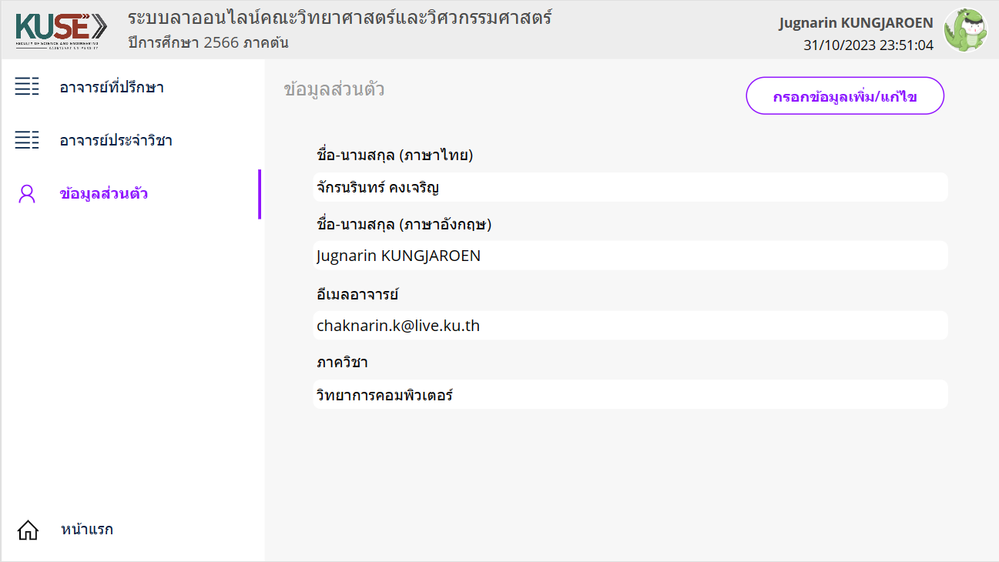 KUSE
FACULTY OF SCIENCE AND ENGINEERING
KASETSART UNIVERSITY
ระบบลาออนไลน์คณะวิทยาศาสตร์และวิศวกรรมศาสตร์
ปีการศึกษา 2566 ภาคต้น
Jugnarin KUNGJAROEN
31/10/2023 23:51:04
อาจารย์ที่ปรึกษา
อาจารย์ประจำวิชา
ข้อมูลส่วนตัว
หน้าแรก
ข้อมูลส่วนตัว
กรอกข้อมูลเพิ่ม/แก้ไข
ชื่อ-นามสกุล (ภาษาไทย)
จักรนรินทร์ คงเจริญ
ชื่อ-นามสกุล (ภาษาอังกฤษ)
Jugnarin KUNGJAROEN
อีเมลอาจารย์
chaknarin.k@live.ku.th
ภาควิชา
วิทยาการคอมพิวเตอร์